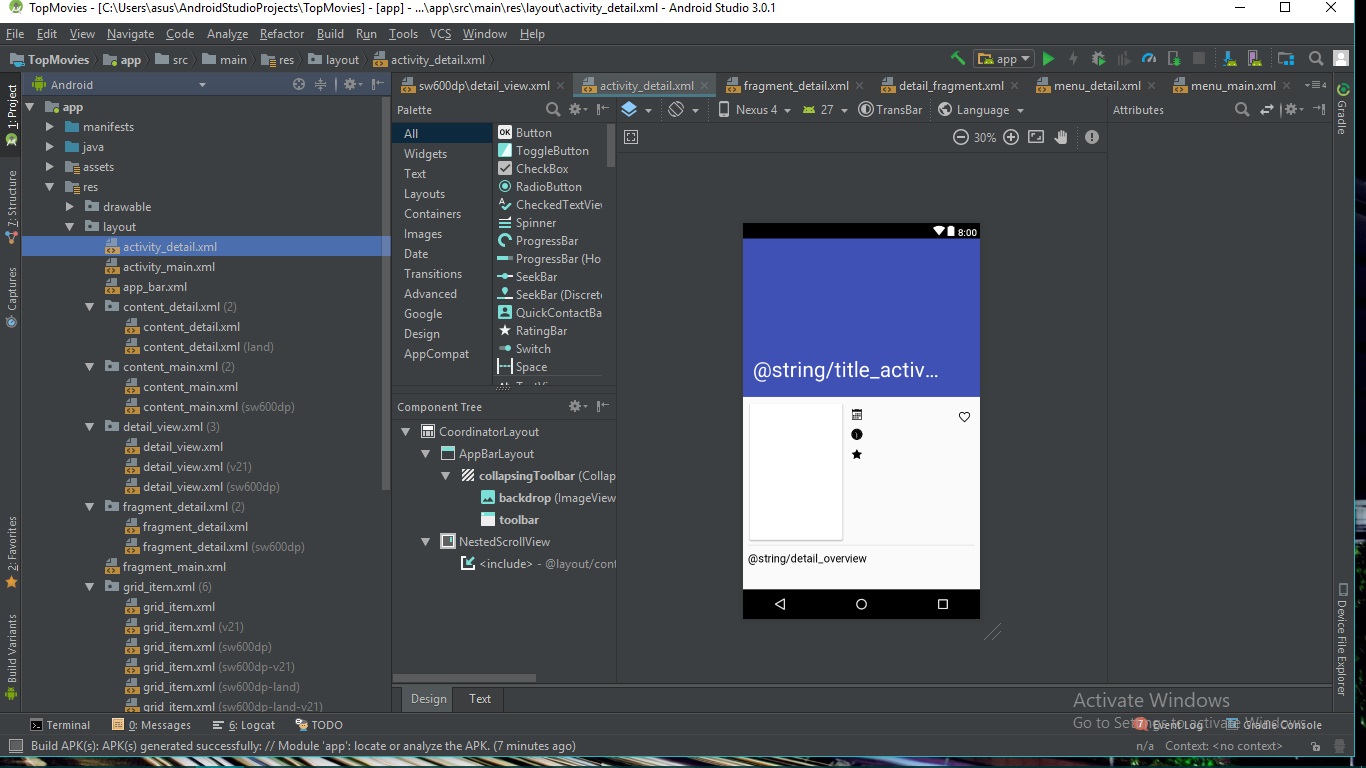 TopMovies - [C:\Users\asus\AndroidStudioProjects\TopMovies] - [app] - ...\app\src\main\res\layout\activity_detail.xml - Android Studio 3.0.1
File Edit View Navigate Code Analyze Refactor Build Run Tools VCS Window Help
TopMovies app src main res layout activity_detail.xml
app
Android
sw600dp\detail_view.xml activity_detail.xml fragment_detail.xml detail_fragment.xml menu_detail.xml menu_main.xml
1: Project
7: Structure
Captures
2: Favorites
Build Variants
app
manifests
java
assets
res
drawable
layout
activity_detail.xml
activity_main.xml
app_bar.xml
content_detail.xml (2)
content_detail.xml
content_detail.xml (land)
content_main.xml (2)
content_main.xml
content_main.xml (sw600dp)
detail_view.xml (3)
detail_view.xml
detail_view.xml (v21)
detail_view.xml (sw600dp)
fragment_detail.xml (2)
fragment_detail.xml
fragment_detail.xml (sw600dp)
fragment_main.xml
grid_item.xml (6)
grid_item.xml
grid_item.xml (v21)
grid_item.xml (sw600dp)
grid_item.xml (sw600dp-v21)
grid_item.xml (sw600dp-land)
grid_item.xml (sw600dp-land-v21)
Palette
All
Widgets
Text
Layouts
Containers
Images
Date
Transitions
Advanced
Google
Design
AppCompat
OK Button
ToggleButton
CheckBox
RadioButton
CheckedTextVie
Spinner
ProgressBar
ProgressBar (Ho
SeekBar
SeekBar (Discret
QuickContactBa
RatingBar
Switch
Space
Component Tree
CoordinatorLayout
AppBarLayout
collapsingToolbar (Collap
backdrop (ImageView
toolbar
NestedScrollView
<include> - @layout/cont
Nexus 4 27 TransBar Language
30%
8:00
@string/title_activ...
@string/detail_overview
Attributes
Gradle
Device File Explorer
Design Text
Activate Windows
Go to Settings to activate Windows.
Terminal 0: Messages 6: Logcat TODO
7 Event Log Gradle Console
Build APK(s): APK(s) generated successfully: // Module 'app': locate or analyze the APK. (7 minutes ago)
n/a Context: <no context>